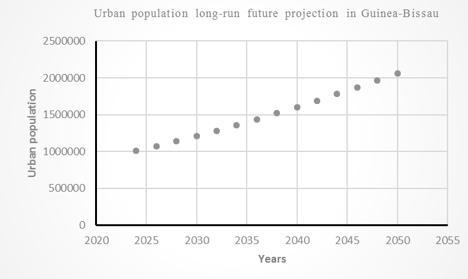 Urban population long-run future projection in Guinea-Bissau
2500000
2000000
1500000
1000000
500000
0
2020 2025 2030 2035 2040 2045 2050 2055
Urban population
Years